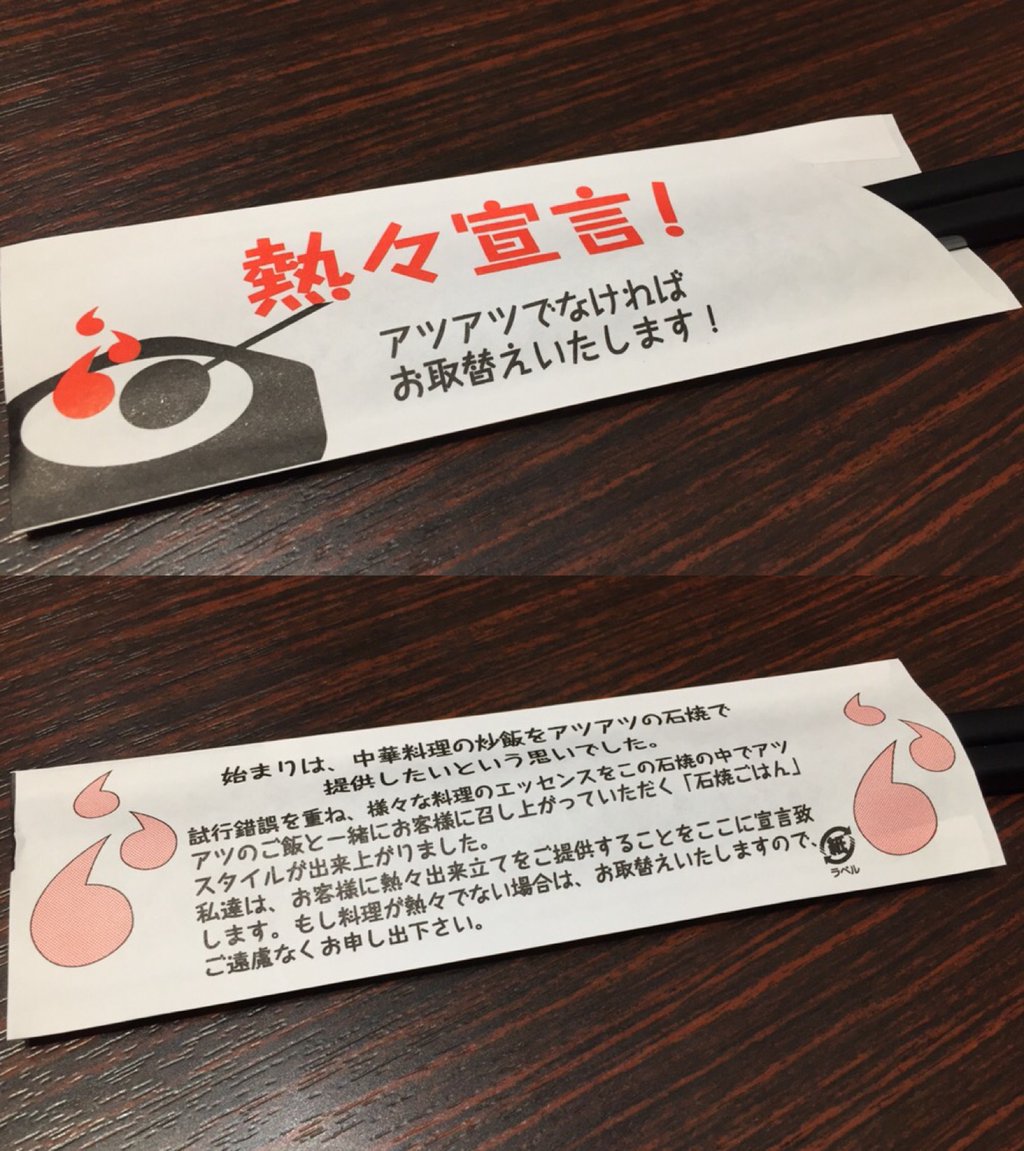 熱々宣言!
アツアツでなければ
お取替えいたします!
始まりは、中華料理の炒飯をアツアツの石焼で
提供したいという思いでした。
試行錯誤を重ね、様々な料理のエッセンスをこの石焼の中でアツ
アツのご飯と一緒にお客様に召し上がっていただく「石焼ごはん」
スタイルが出来上がりました。
私達は、お客様に熱々出来立てをご提供することをここに宣言致
します。もし料理が熱々でない場合は、お取替えいたしますので、
ご遠慮なくお申し出下さい。
紙
ラベル